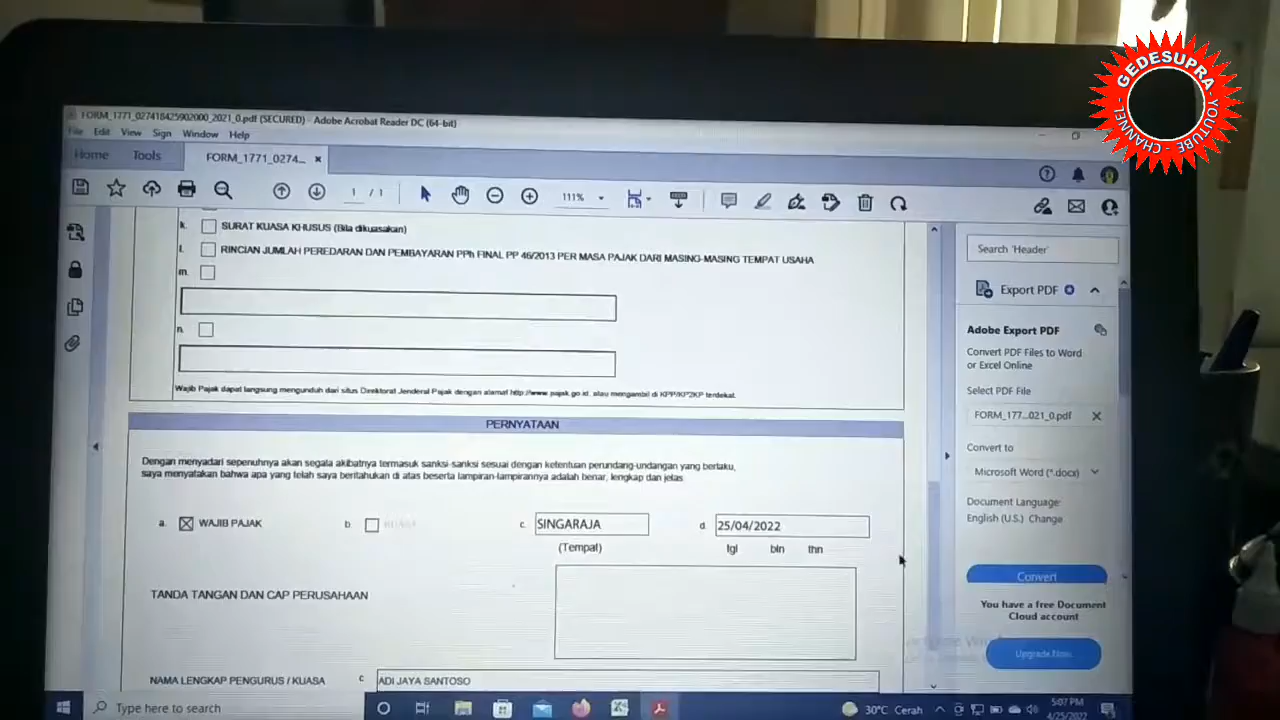 GEDESUPRA
YOUTUBE - CHANNEL
FORM_1771_027418425902000_2021_0.pdf (SECURED) - Adobe Acrobat Reader DC (64-bit)
File Edit View Sign Window Help
Home Tools FORM_1771_0274... ×
1 / 1 111%
k. SURAT KUASA KHUSUS (Bila dikuasakan)
l. RINCIAN JUMLAH PEREDARAN DAN PEMBAYARAN PPh FINAL PP 46/2013 PER MASA PAJAK DARI MASING-MASING TEMPAT USAHA
m.
n.
Wajib Pajak dapat langsung mengunduh dari situs Direktorat Jenderal Pajak dengan alamat http://www.pajak.go.id. atau mengambil di KPP/KP2KP terdekat.
PERNYATAAN
Dengan menyadari sepenuhnya akan segala akibatnya termasuk sanksi-sanksi sesuai dengan ketentuan perundang-undangan yang berlaku,
saya menyatakan bahwa apa yang telah saya beritahukan di atas beserta lampiran-lampirannya adalah benar, lengkap dan jelas
a. WAJIB PAJAK b KUASA c. SINGARAJA d. 25/04/2022
(Tempat) tgl bln thn
TANDA TANGAN DAN CAP PERUSAHAAN
NAMA LENGKAP PENGURUS / KUASA c ADI JAYA SANTOSO
Search 'Header'
Export PDF
Adobe Export PDF
Convert PDF Files to Word
or Excel Online
Select PDF File
FORM_177...021_0.pdf ×
Convert to
Microsoft Word (*.docx)
Document Language:
English (U.S.) Change
Convert
You have a free Document
Cloud account
Upgrade Now
Type here to search
30°C Cerah
5:07 PM
4/25/2022